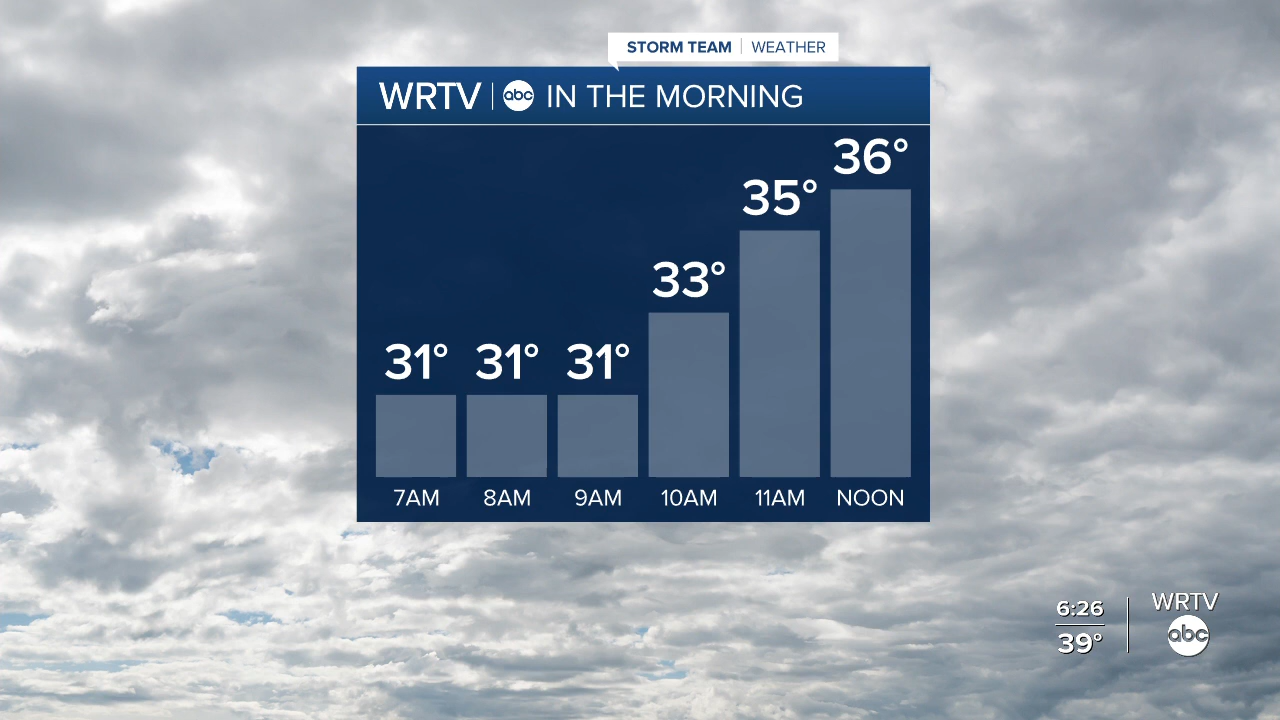 STORM TEAM | WEATHER
WRTV | abc IN THE MORNING
31° 31° 31° 33° 35° 36°
7AM 8AM 9AM 10AM 11AM NOON
6:26
39°
WRTV
abc